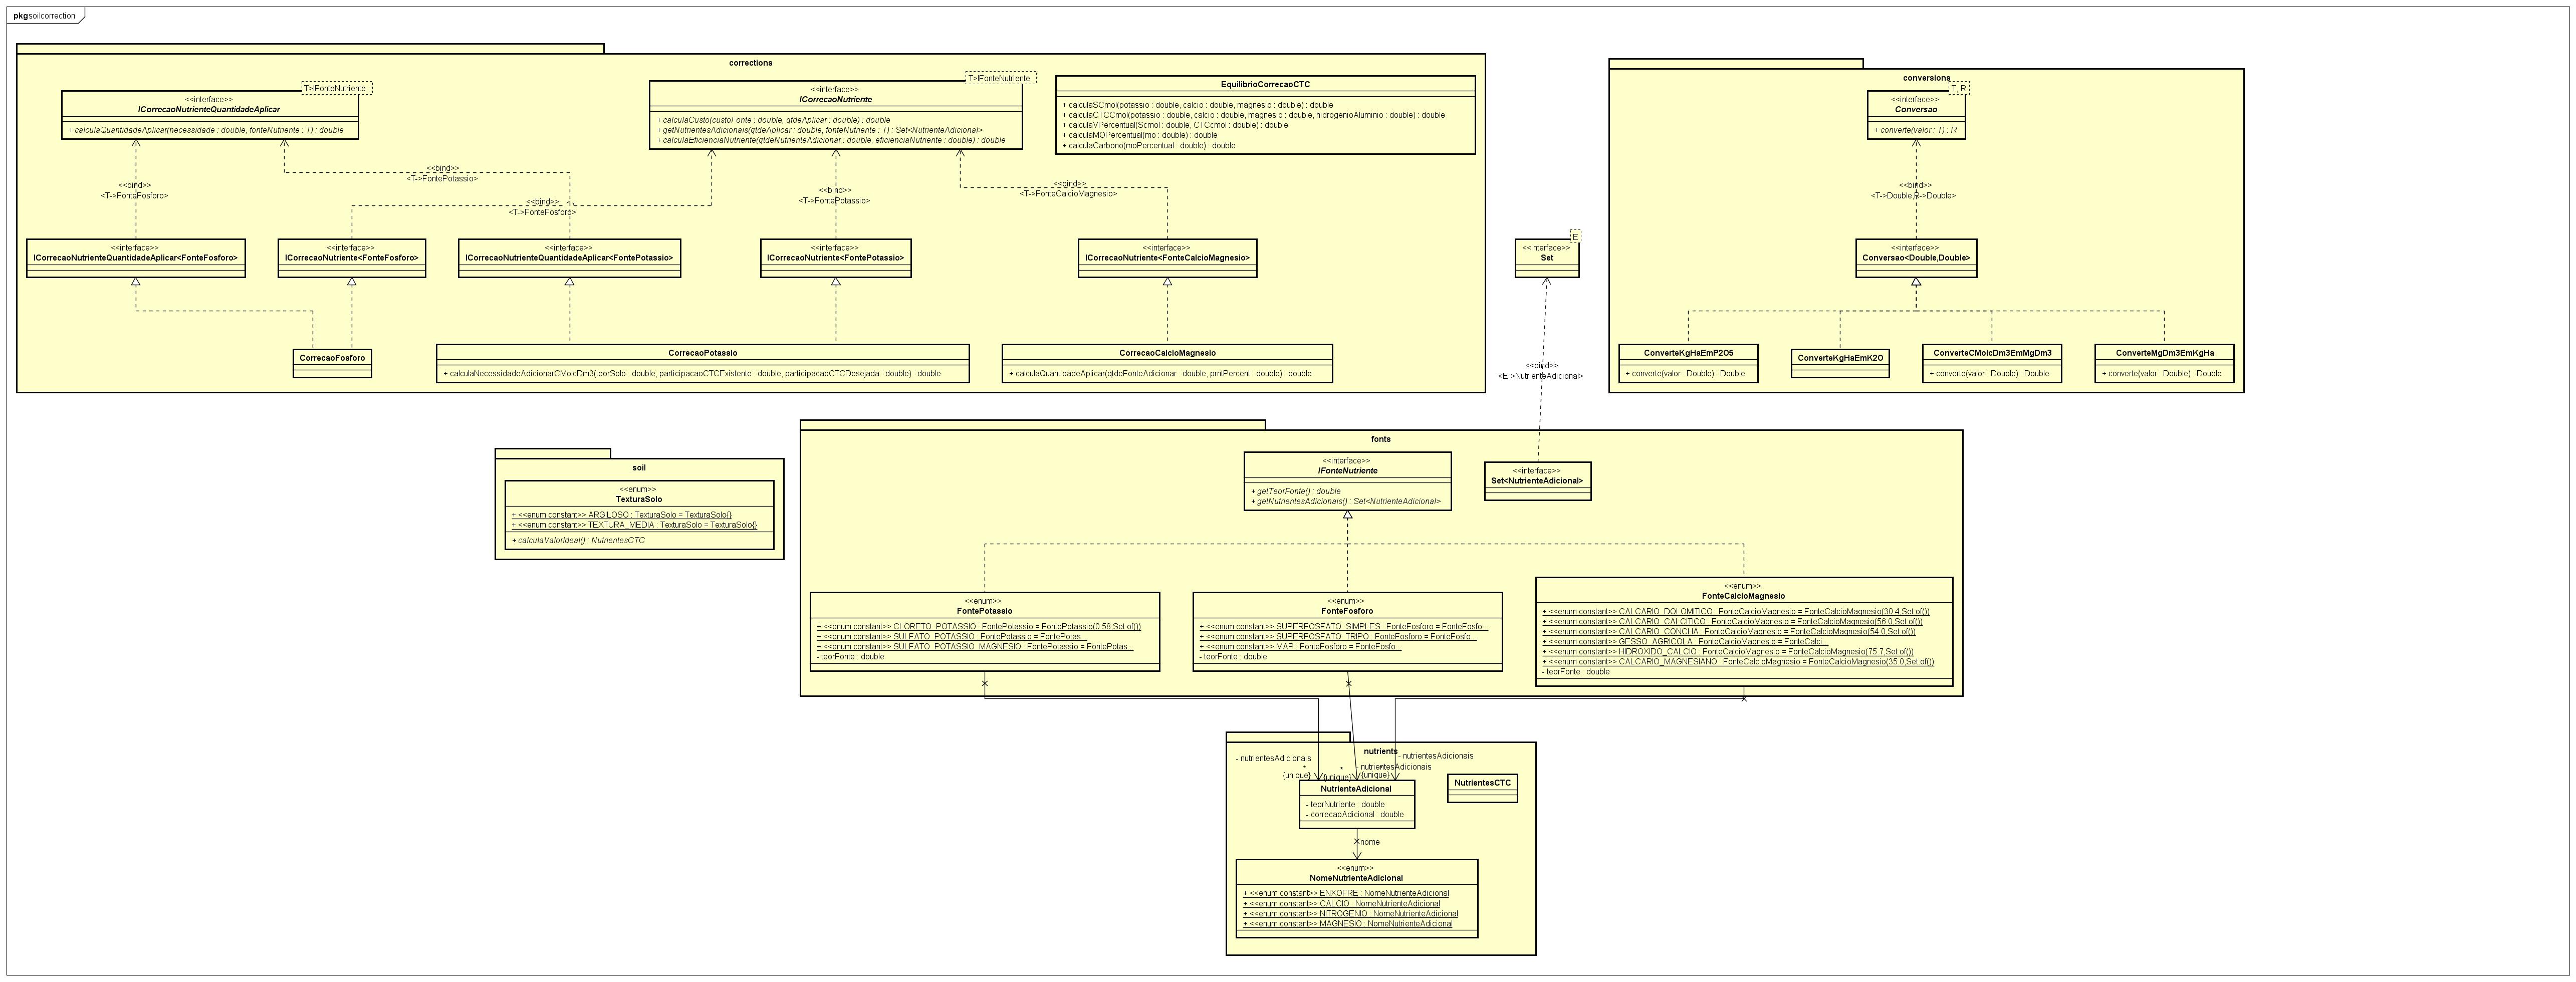 pkg soilcorrection
corrections
T>IFonteNutriente
<<interface>>
ICorrecaoNutrienteQuantidadeAplicar
+ calculaQuantidadeAplicar(necessidade : double, fonteNutriente : T) : double
T>IFonteNutriente
<<interface>>
ICorrecaoNutriente
+ calculaCusto(custoFonte : double, qtdeAplicar : double) : double
+ getNutrientesAdicionais(qtdeAplicar : double, fonteNutriente : T) : Set<NutrienteAdicional>
+ calculaEficienciaNutriente(qtdeNutrienteAdicionar : double, eficienciaNutriente : double) : double
EquilibrioCorrecaoCTC
+ calculaSCmol(potassio : double, calcio : double, magnesio : double) : double
+ calculaCTCCmol(potassio : double, calcio : double, magnesio : double, hidrogenioAluminio : double) : double
+ calculaVPercentual(Scmol : double, CTCcmol : double) : double
+ calculaMOPercentual(mo : double) : double
+ calculaCarbono(moPercentual : double) : double
<<bind>>
<T->FonteFosforo>
<<bind>>
<T->FontePotassio>
<<bind>>
<T->FonteFosforo>
<<bind>>
<T->FontePotassio>
<<bind>>
<T->FonteCalcioMagnesio>
<<interface>>
ICorrecaoNutrienteQuantidadeAplicar<FonteFosforo>
<<interface>>
ICorrecaoNutriente<FonteFosforo>
<<interface>>
ICorrecaoNutrienteQuantidadeAplicar<FontePotassio>
<<interface>>
ICorrecaoNutriente<FontePotassio>
<<interface>>
ICorrecaoNutriente<FonteCalcioMagnesio>
CorrecaoFosforo
CorrecaoPotassio
+ calculaNecessidadeAdicionarCMolcDm3(teorSolo : double, participacaoCTCExistente : double, participacaoCTCDesejada : double) : double
CorrecaoCalcioMagnesio
+ calculaQuantidadeAplicar(qtdeFonteAdicionar : double, prntPercent : double) : double
E
<<interface>>
Set
<<bind>>
<E->NutrienteAdicional>
conversions
T, R
<<interface>>
Conversao
+ converte(valor : T) : R
<<bind>>
<T->Double,R->Double>
<<interface>>
Conversao<Double,Double>
ConverteKgHaEmP2O5
+ converte(valor : Double) : Double
ConverteKgHaEmK2O
ConverteCMolcDm3EmMgDm3
+ converte(valor : Double) : Double
ConverteMgDm3EmKgHa
+ converte(valor : Double) : Double
soil
<<enum>>
TexturaSolo
+ <<enum constant>> ARGILOSO : TexturaSolo = TexturaSolo{}
+ <<enum constant>> TEXTURA_MEDIA : TexturaSolo = TexturaSolo{}
+ calculaValorIdeal() : NutrientesCTC
fonts
<<interface>>
IFonteNutriente
+ getTeorFonte() : double
+ getNutrientesAdicionais() : Set<NutrienteAdicional>
<<interface>>
Set<NutrienteAdicional>
<<enum>>
FontePotassio
+ <<enum constant>> CLORETO_POTASSIO : FontePotassio = FontePotassio(0.58,Set.of())
+ <<enum constant>> SULFATO_POTASSIO : FontePotassio = FontePotas...
+ <<enum constant>> SULFATO_POTASSIO_MAGNESIO : FontePotassio = FontePotas...
- teorFonte : double
<<enum>>
FonteFosforo
+ <<enum constant>> SUPERFOSFATO_SIMPLES : FonteFosforo = FonteFosfo...
+ <<enum constant>> SUPERFOSFATO_TRIPO : FonteFosforo = FonteFosfo...
+ <<enum constant>> MAP : FonteFosforo = FonteFosfo...
- teorFonte : double
<<enum>>
FonteCalcioMagnesio
+ <<enum constant>> CALCARIO_DOLOMITICO : FonteCalcioMagnesio = FonteCalcioMagnesio(30.4,Set.of())
+ <<enum constant>> CALCARIO_CALCITICO : FonteCalcioMagnesio = FonteCalcioMagnesio(56.0,Set.of())
+ <<enum constant>> CALCARIO_CONCHA : FonteCalcioMagnesio = FonteCalcioMagnesio(54.0,Set.of())
+ <<enum constant>> GESSO_AGRICOLA : FonteCalcioMagnesio = FonteCalci...
+ <<enum constant>> HIDROXIDO_CALCIO : FonteCalcioMagnesio = FonteCalcioMagnesio(75.7,Set.of())
+ <<enum constant>> CALCARIO_MAGNESIANO : FonteCalcioMagnesio = FonteCalcioMagnesio(35.0,Set.of())
- teorFonte : double
nutrients
- nutrientesAdicionais
*
{unique}
- nutrientesAdicionais
*
{unique}
- nutrientesAdicionais
*
{unique}
NutrienteAdicional
- teorNutriente : double
- correcaoAdicional : double
NutrientesCTC
- nome
<<enum>>
NomeNutrienteAdicional
+ <<enum constant>> ENXOFRE : NomeNutrienteAdicional
+ <<enum constant>> CALCIO : NomeNutrienteAdicional
+ <<enum constant>> NITROGENIO : NomeNutrienteAdicional
+ <<enum constant>> MAGNESIO : NomeNutrienteAdicional